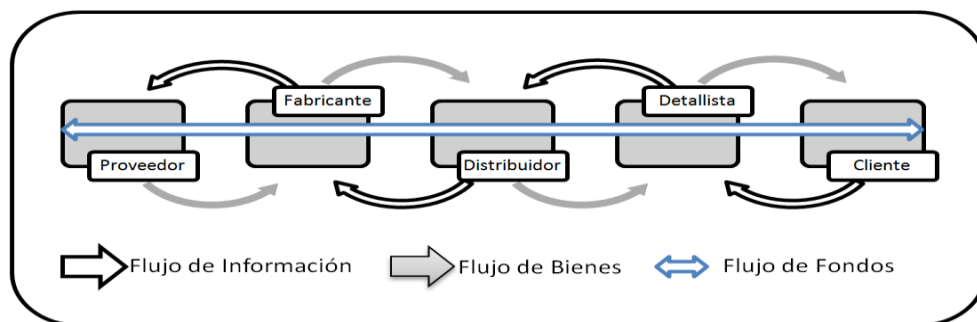 Fabricante
Detallista
Proveedor
Distribuidor
Cliente
Flujo de Información
Flujo de Bienes
Flujo de Fondos